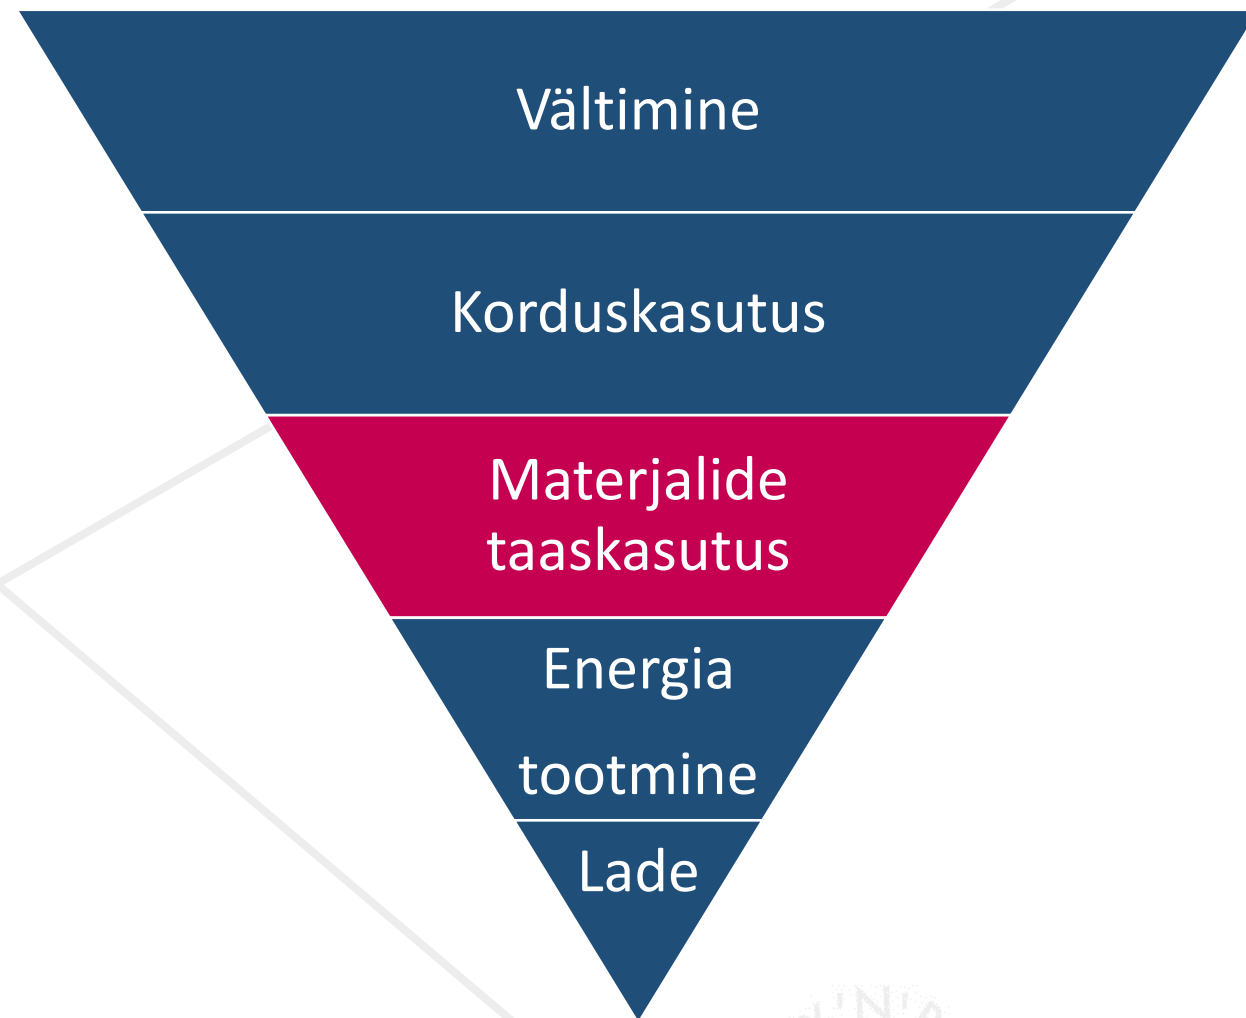 Vältimine
Korduskasutus
Materjalide
taaskasutus
Energia
tootmine
Lade